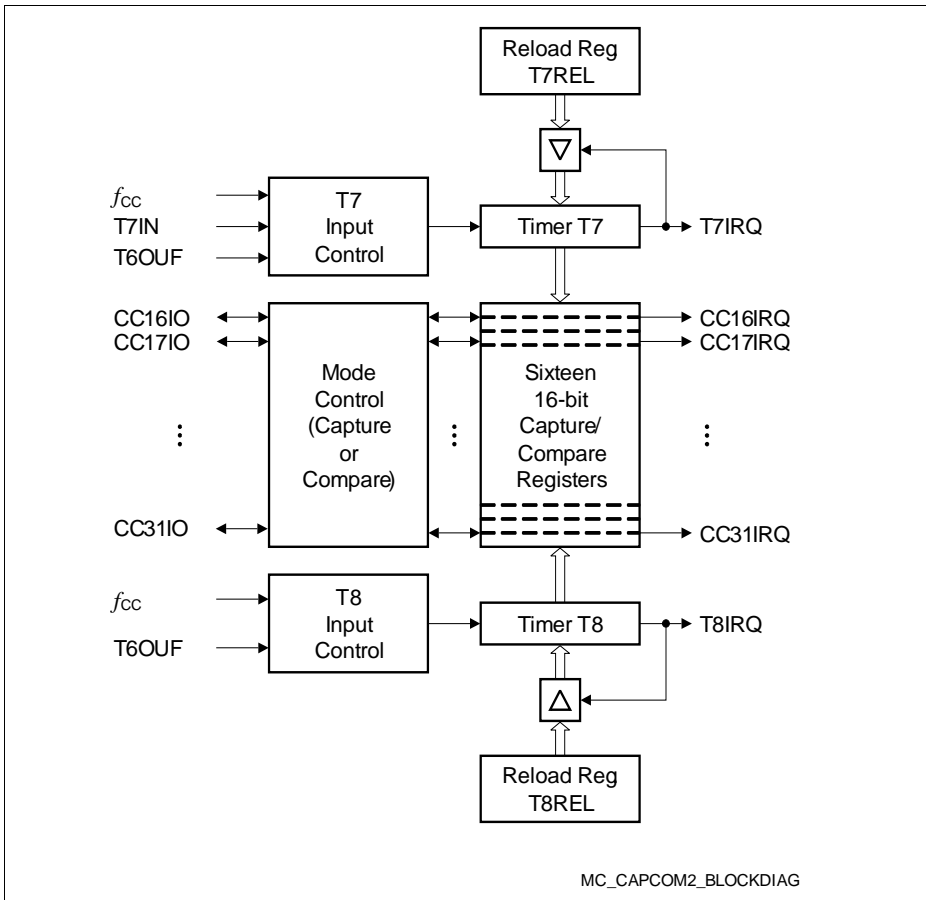 Reload Reg
T7REL
fCC
T7IN
T6OUF
T7
Input
Control
Timer T7
T7IRQ
CC16IO
CC17IO
CC31IO
Mode
Control
(Capture
or
Compare)
Sixteen
16-bit
Capture/
Compare
Registers
CC16IRQ
CC17IRQ
CC31IRQ
fCC
T6OUF
T8
Input
Control
Timer T8
T8IRQ
Reload Reg
T8REL
MC_CAPCOM2_BLOCKDIAG